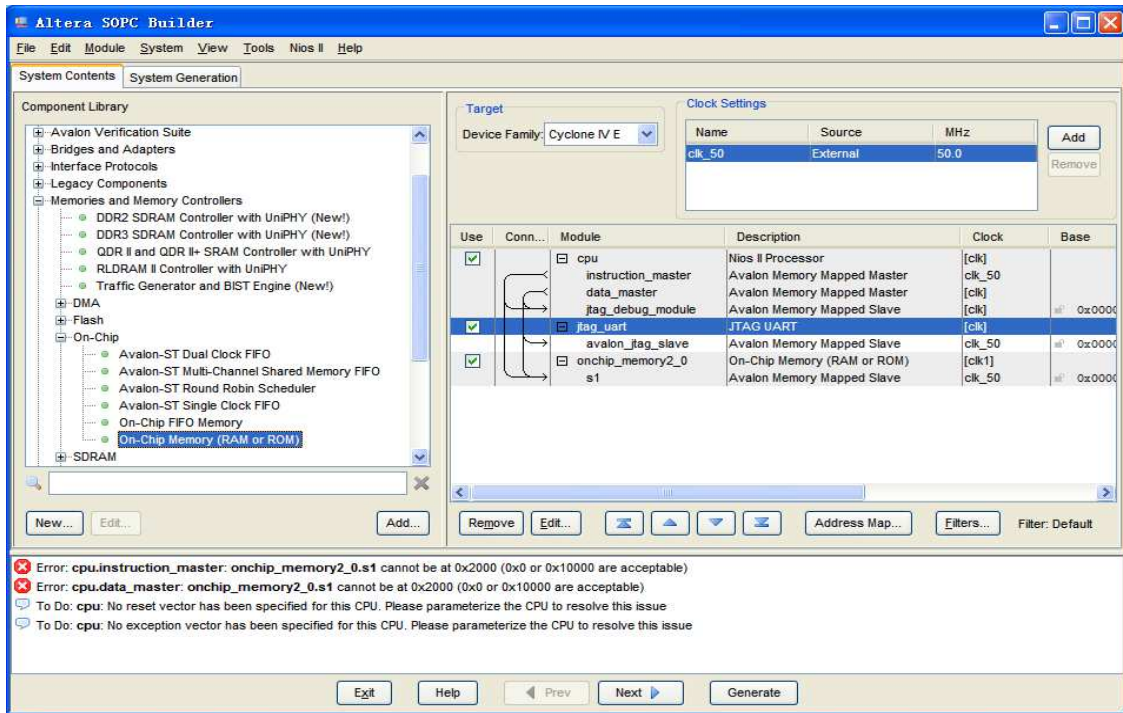 Altera SOPC Builder
File Edit Module System View Tools Nios II Help
System Contents System Generation
Component Library
Avalon Verification Suite
Bridges and Adapters
Interface Protocols
Legacy Components
Memories and Memory Controllers
DDR2 SDRAM Controller with UniPHY (New!)
DDR3 SDRAM Controller with UniPHY (New!)
QDR II and QDR II+ SRAM Controller with UniPHY
RLDRAM II Controller with UniPHY
Traffic Generator and BIST Engine (New!)
DMA
Flash
On-Chip
Avalon-ST Dual Clock FIFO
Avalon-ST Multi-Channel Shared Memory FIFO
Avalon-ST Round Robin Scheduler
Avalon-ST Single Clock FIFO
On-Chip FIFO Memory
On-Chip Memory (RAM or ROM)
SDRAM
New... Edit... Add...
Target
Device Family: Cyclone IV E
Clock Settings
Name Source MHz
clk_50 External 50.0
Add
Remove
Use Conn... Module Description Clock Base
cpu Nios II Processor [clk]
instruction_master Avalon Memory Mapped Master clk_50
data_master Avalon Memory Mapped Master [clk]
jtag_debug_module Avalon Memory Mapped Slave [clk] 0x0000
jtag_uart JTAG UART [clk]
avalon_jtag_slave Avalon Memory Mapped Slave clk_50 0x0000
onchip_memory2_0 On-Chip Memory (RAM or ROM) [clk1]
s1 Avalon Memory Mapped Slave clk_50 0x0000
Remove Edit... Address Map... Filters... Filter: Default
Error: cpu.instruction_master: onchip_memory2_0.s1 cannot be at 0x2000 (0x0 or 0x10000 are acceptable)
Error: cpu.data_master: onchip_memory2_0.s1 cannot be at 0x2000 (0x0 or 0x10000 are acceptable)
To Do: cpu: No reset vector has been specified for this CPU. Please parameterize the CPU to resolve this issue
To Do: cpu: No exception vector has been specified for this CPU. Please parameterize the CPU to resolve this issue
Exit Help Prev Next Generate